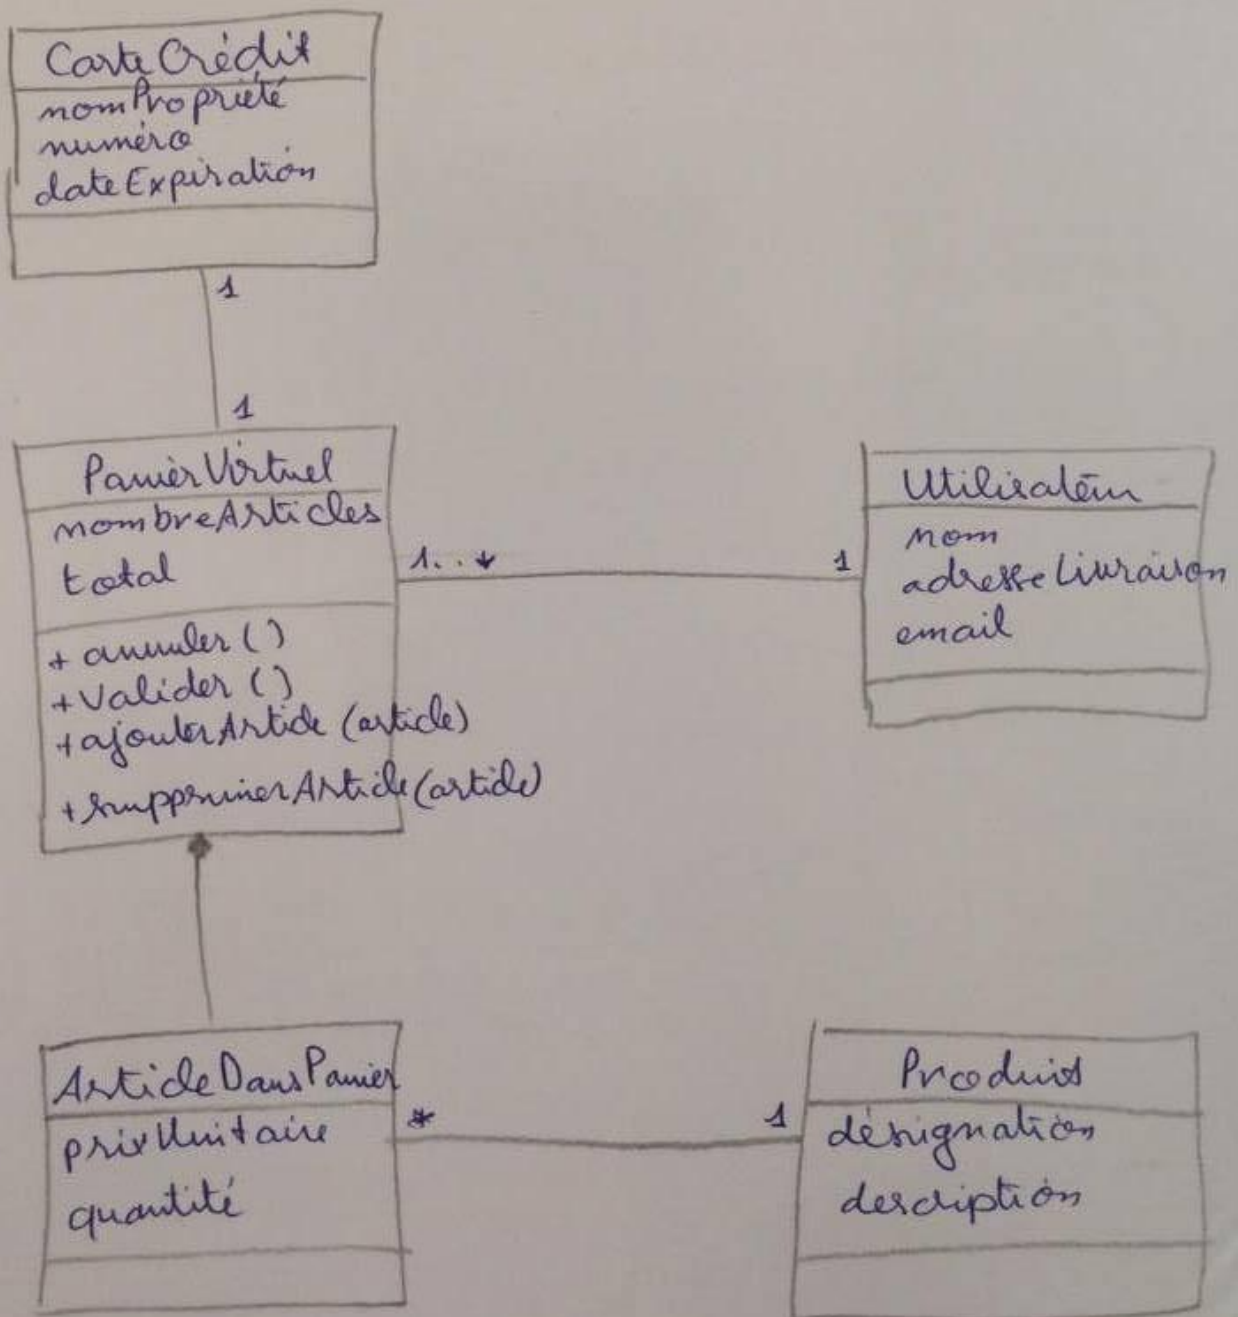 CarteCrédit
nomPropriété
numéro
dateExpiration
1
1
PanierVirtuel
nombreArticles
total
+ annuler ( )
+ Valider ( )
+ ajouterArticle (article)
+ supprimerArticle (article)
1..*
1
Utilisateur
nom
adresseLivraison
email
ArticleDansPanier
prixUnitaire
quantité
*
1
Produit
désignation
description